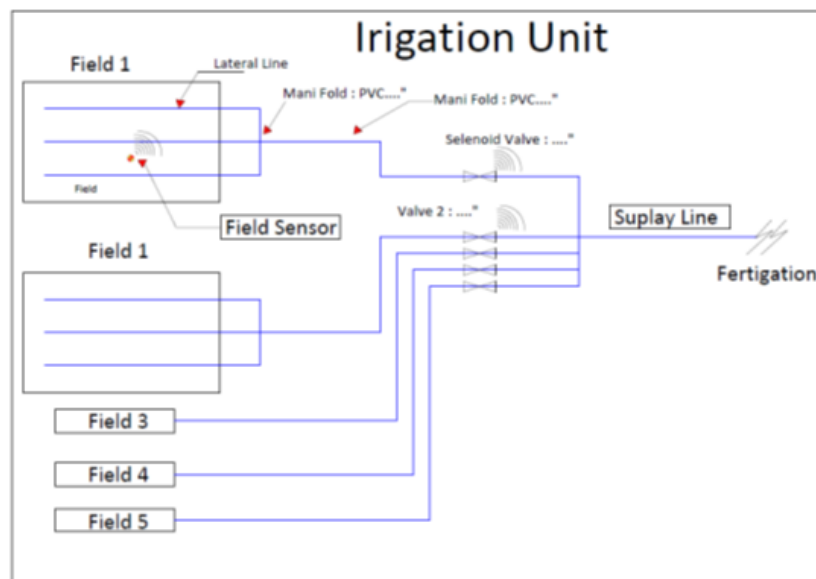 Irigation Unit
Field 1
Lateral Line
Mani Fold : PVC...."
Mani Fold : PVC...."
Selenoid Valve : ...."
Field
Field Sensor
Valve 2 : ...."
Suplay Line
Fertigation
Field 1
Field 3
Field 4
Field 5